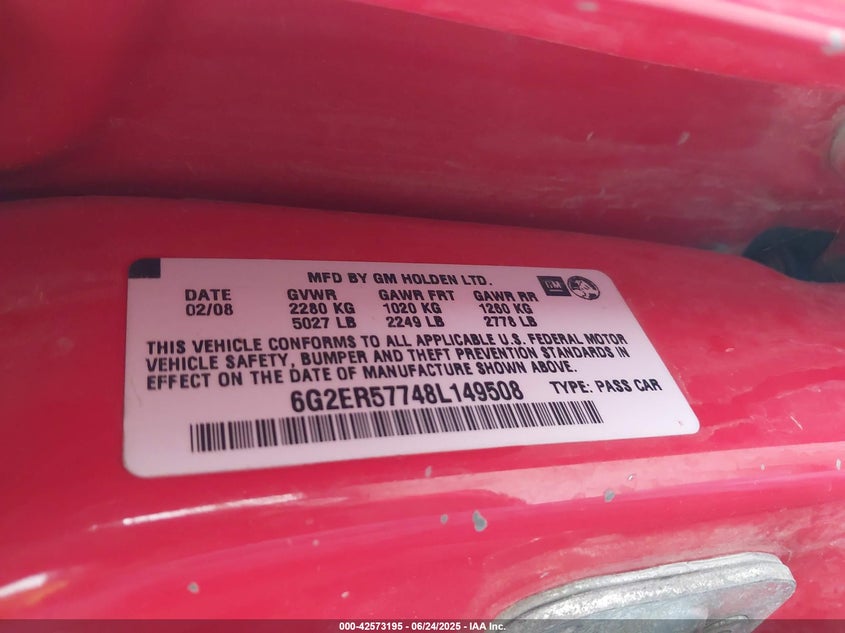 MFD BY GM HOLDEN LTD.
GM
DATE GVWR GAWR FRT GAWR RR
02/08 2280 KG 1020 KG 1260 KG
5027 LB 2249 LB 2778 LB
THIS VEHICLE CONFORMS TO ALL APPLICABLE U.S. FEDERAL MOTOR
VEHICLE SAFETY, BUMPER AND THEFT PREVENTION STANDARDS IN
EFFECT ON THE DATE OF MANUFACTURE SHOWN ABOVE.
6G2ER57748L149508 TYPE: PASS CAR
000-42573195 - 06/24/2025 - IAA Inc.